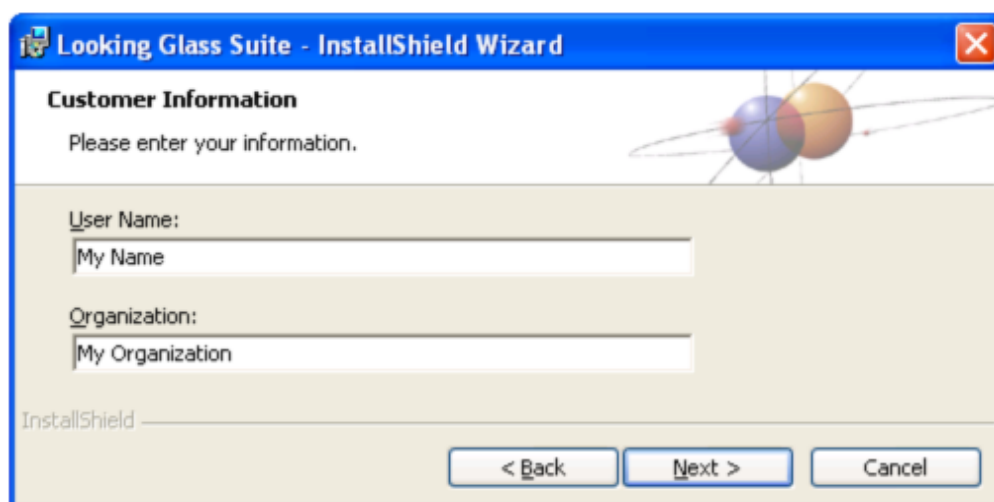 Looking Glass Suite - InstallShield Wizard
Customer Information
Please enter your information.
User Name:
My Name
Organization:
My Organization
InstallShield
< Back
Next >
Cancel